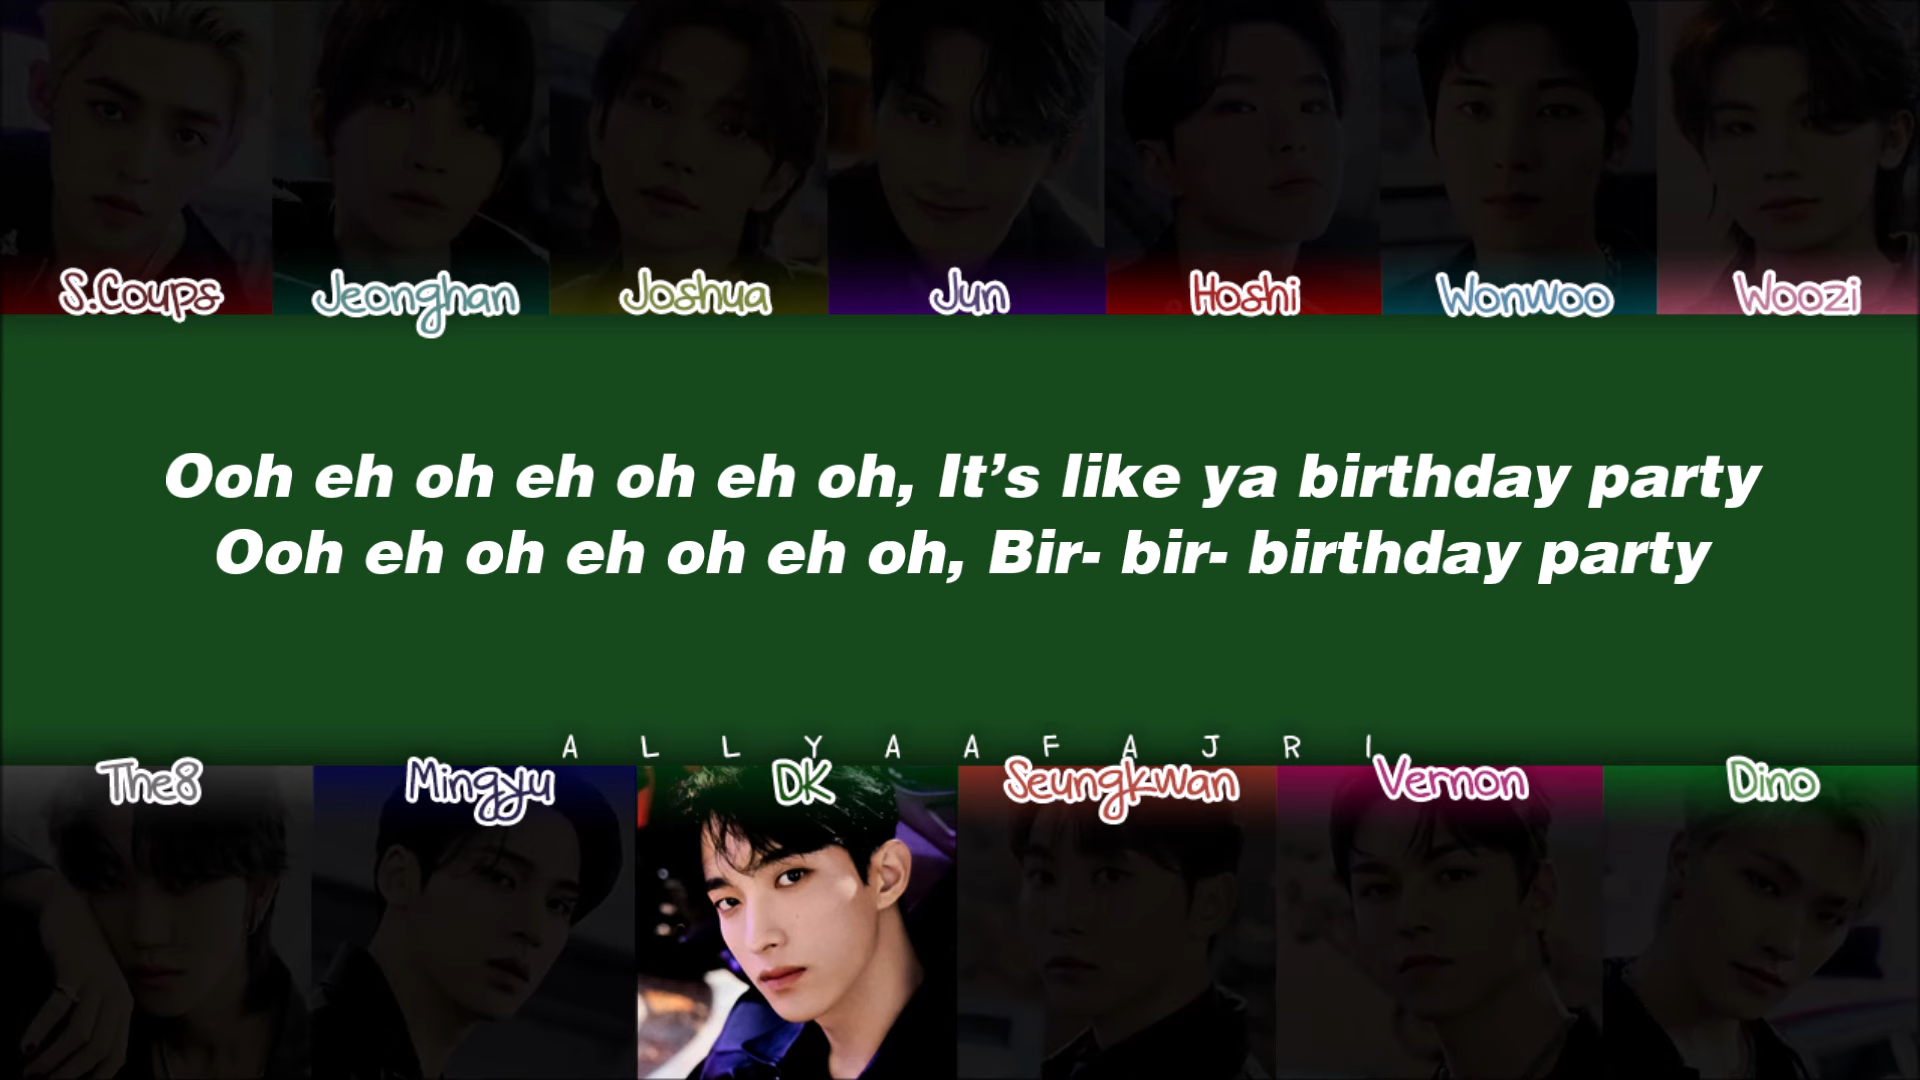 S.Coups Jeonghan Joshua Jun Hoshi Wonwoo Woozi
Ooh eh oh eh oh eh oh, It’s like ya birthday party
Ooh eh oh eh oh eh oh, Bir- bir- birthday party
A L L Y A A F A J R I
The8 Mingyu DK Seungkwan Vernon Dino